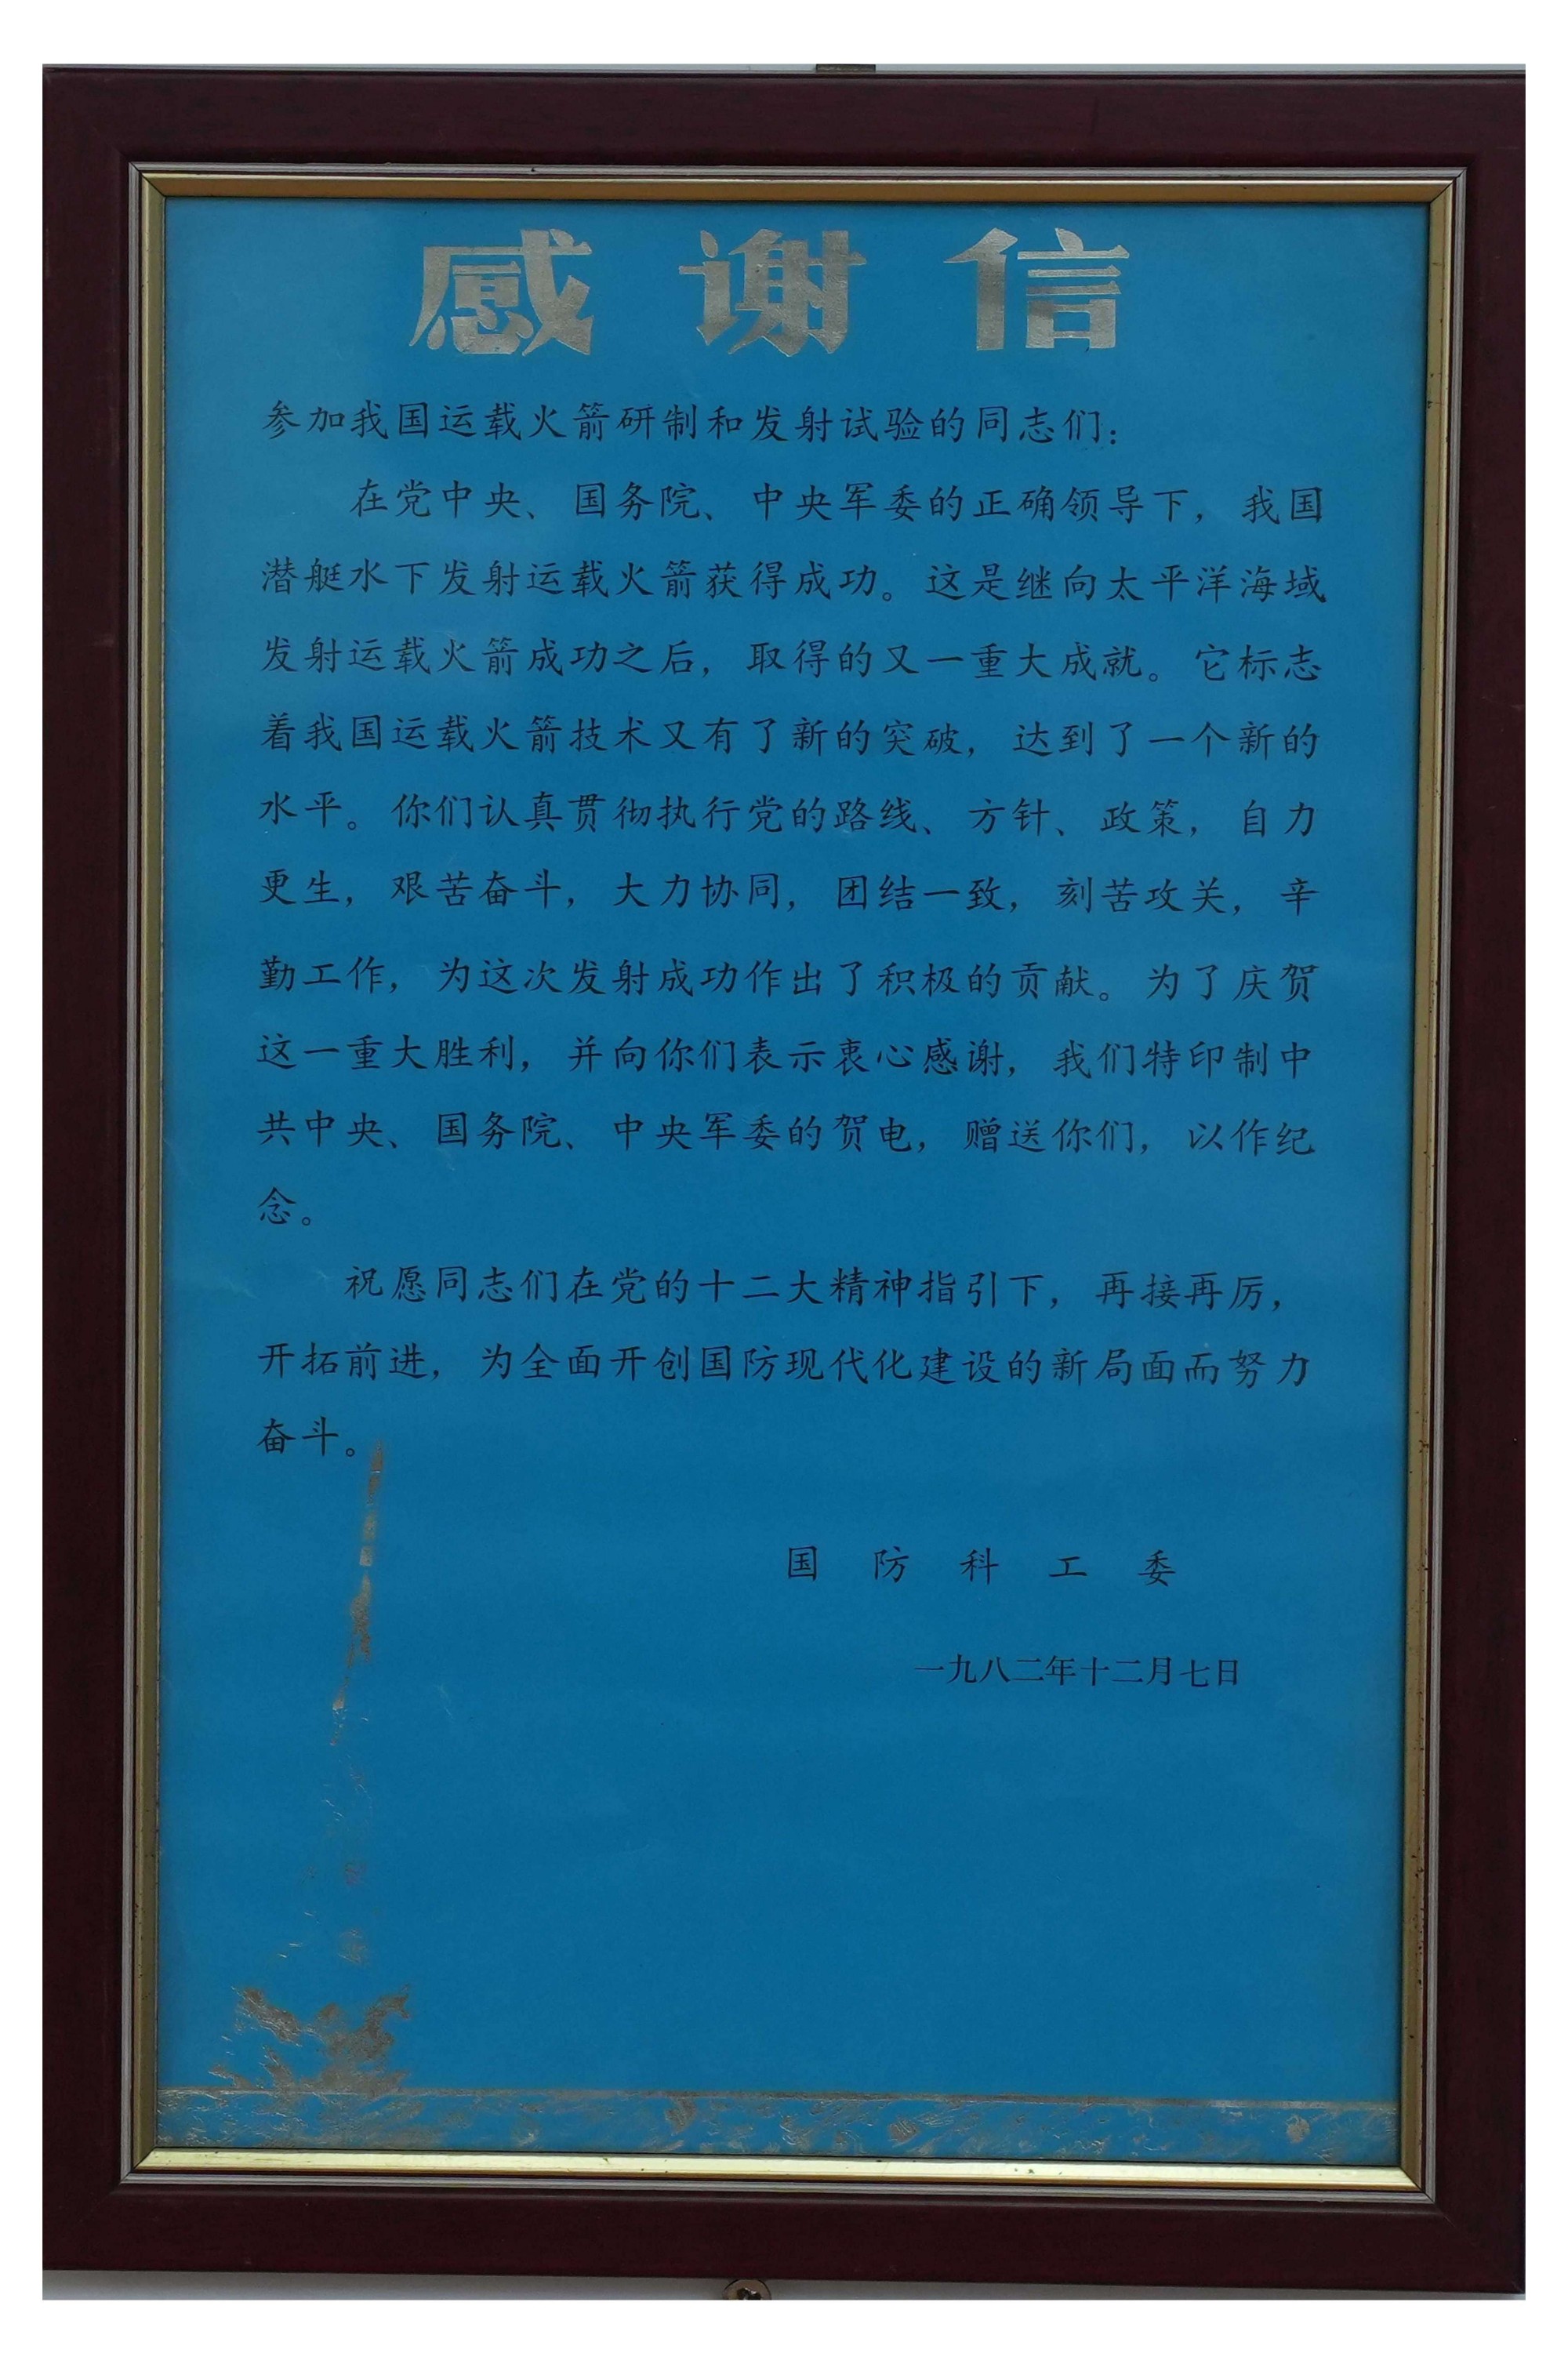 感谢信
参加我国运载火箭研制和发射试验的同志们：
在党中央、国务院、中央军委的正确领导下，我国
潜艇水下发射运载火箭获得成功。这是继向太平洋海域
发射运载火箭成功之后，取得的又一重大成就。它标志
着我国运载火箭技术又有了新的突破，达到了一个新的
水平。你们认真贯彻执行党的路线、方针、政策，自力
更生，艰苦奋斗，大力协同，团结一致，刻苦攻关，辛
勤工作，为这次发射成功作出了积极的贡献。为了庆贺
这一重大胜利，并向你们表示衷心感谢，我们特印制中
共中央、国务院、中央军委的贺电，赠送你们，以作纪
念。
祝愿同志们在党的十二大精神指引下，再接再厉，
开拓前进，为全面开创国防现代化建设的新局面而努力
奋斗。
国防科工委
一九八二年十二月七日